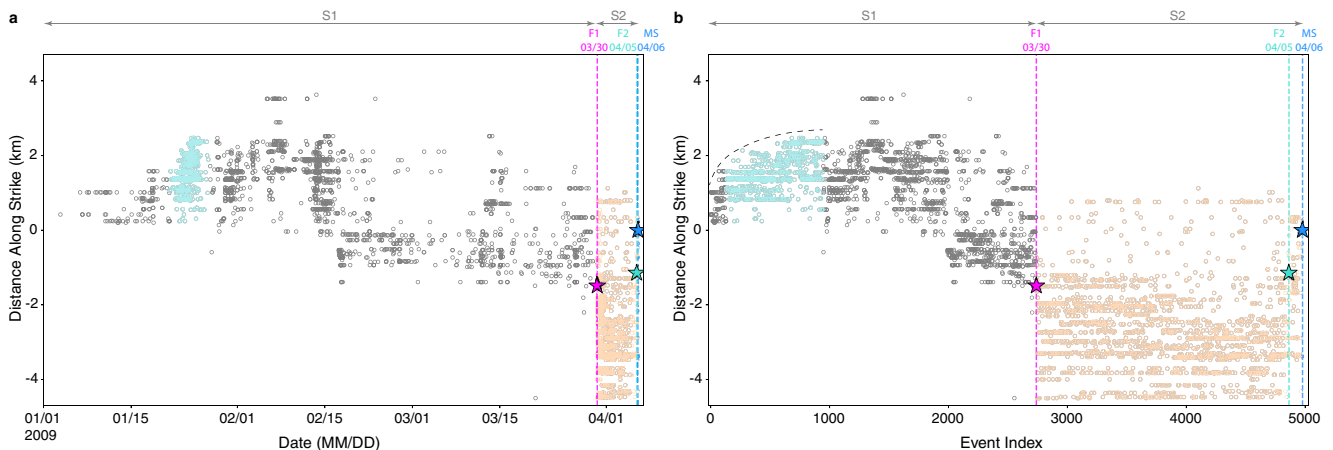 a
S1
S2
F1
F2
MS
03/30
04/05
04/06
Distance Along Strike (km)
4
2
0
-2
-4
01/01
01/15
02/01
02/15
03/01
03/15
04/01
2009
Date (MM/DD)
b
S1
S2
F1
F2
MS
03/30
04/05
04/06
Distance Along Strike (km)
4
2
0
-2
-4
0
1000
2000
3000
4000
5000
Event Index